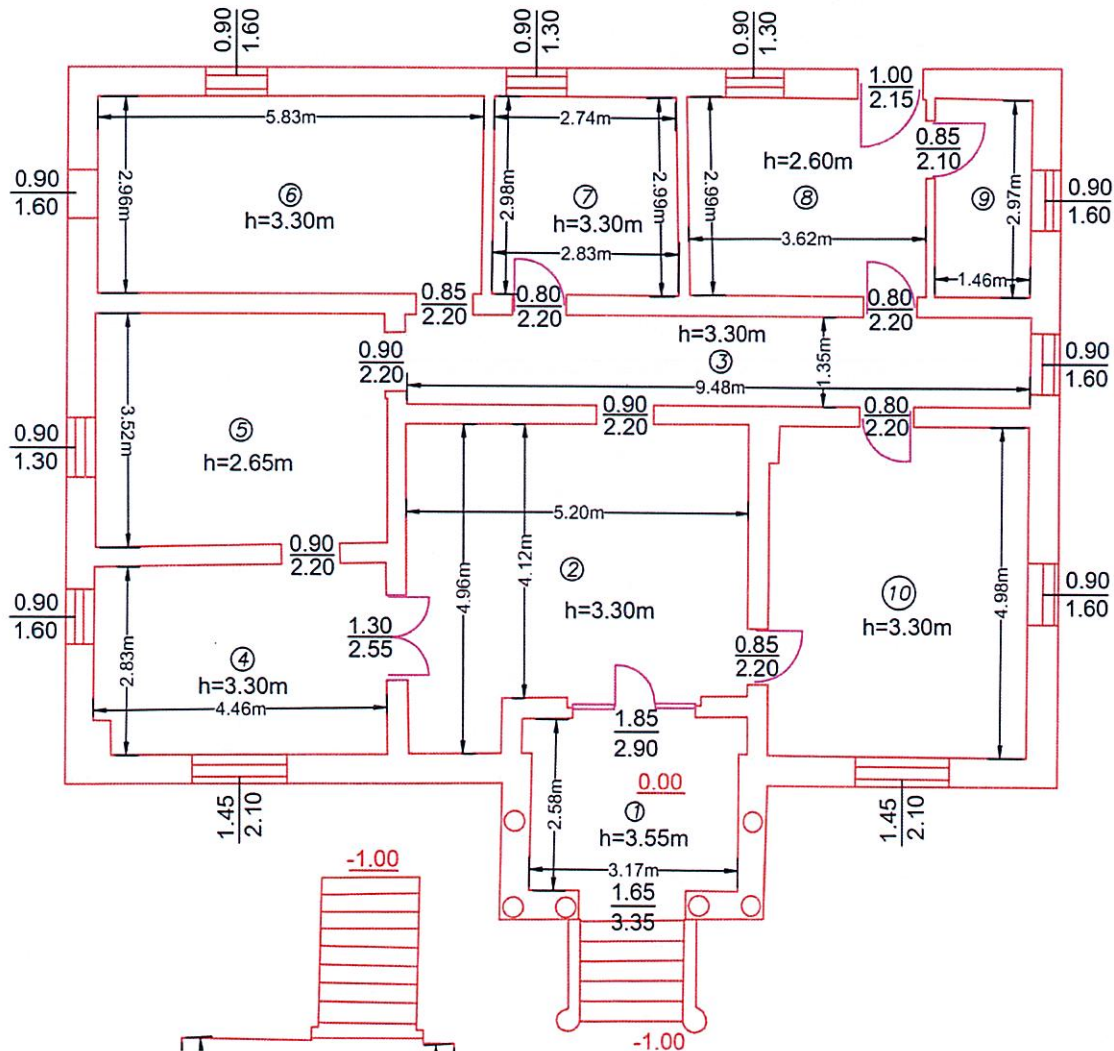 0.90
1.60
0.90
1.30
0.90
1.30
1.00
2.15
5.83m
2.74m
0.85
2.10
h=2.60m
2.96m
2.98m
2.99m
2.99m
2.97m
0.90
1.60
6
h=3.30m
7
h=3.30m
8
9
0.90
1.60
2.83m
3.62m
1.46m
0.85
2.20
0.80
2.20
0.80
2.20
h=3.30m
3
1.35m
9.48m
0.90
2.20
0.90
1.60
0.90
2.20
0.80
2.20
3.52m
5
h=2.65m
0.90
1.30
5.20m
4.12m
4.96m
4.98m
0.90
2.20
2
h=3.30m
10
h=3.30m
0.90
1.60
0.90
1.60
1.30
2.55
0.85
2.20
2.83m
4
h=3.30m
4.46m
1.85
2.90
0.00
2.58m
1
h=3.55m
3.17m
1.45
2.10
1.45
2.10
1.65
3.35
-1.00
-1.00